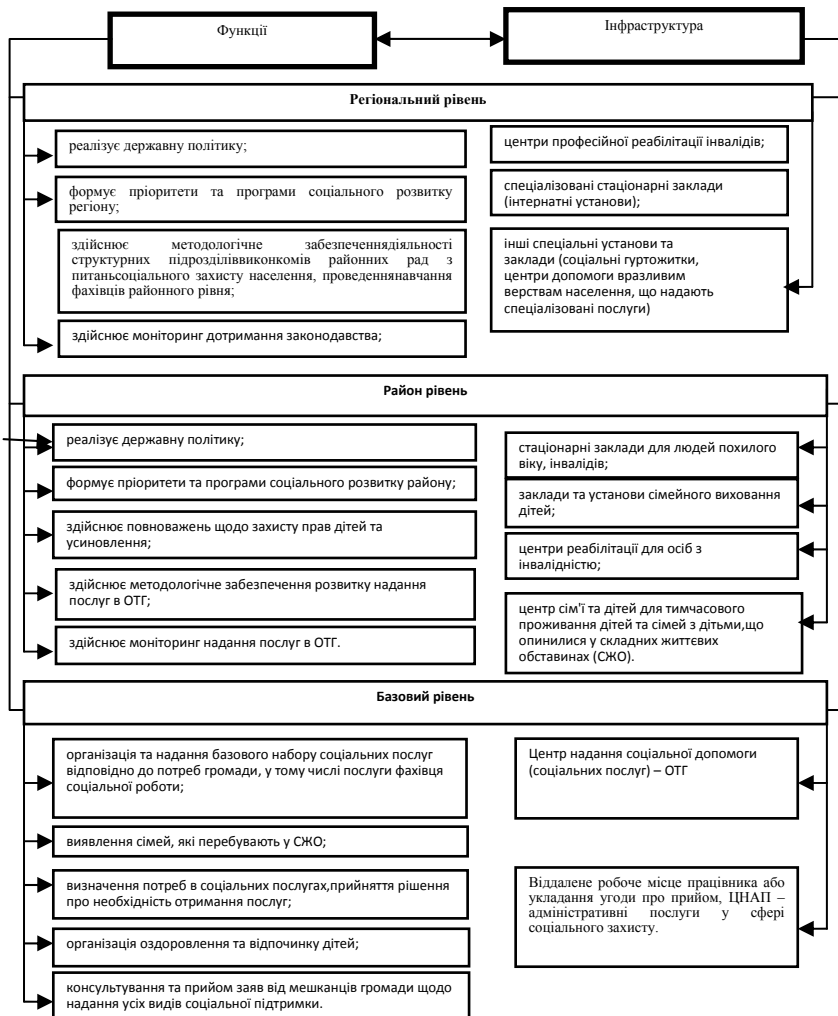 Функції
Інфраструктура
Регіональний рівень
реалізує державну політику;
формує пріоритети та програми соціального розвитку
регіону;
здійснює методологічне забезпеченнядіяльності
структурних підрозділіввиконкомів районних рад з
питаньсоціального захисту населення, проведеннянавчання
фахівців районного рівня;
здійснює моніторинг дотримання законодавства;
центри професійної реабілітації інвалідів;
спеціалізовані стаціонарні заклади
(інтернатні установи);
інші спеціальні установи та
заклади (соціальні гуртожитки,
центри допомоги вразливим
верствам населення, що надають
спеціалізовані послуги)
Район рівень
реалізує державну політику;
формує пріоритети та програми соціального розвитку району;
здійснює повноважень щодо захисту прав дітей та
усиновлення;
здійснює методологічне забезпечення розвитку надання
послуг в ОТГ;
здійснює моніторинг надання послуг в ОТГ.
стаціонарні заклади для людей похилого
віку, інвалідів;
заклади та установи сімейного виховання
дітей;
центри реабілітації для осіб з
інвалідністю;
центр сім'ї та дітей для тимчасового
проживання дітей та сімей з дітьми,що
опинилися у складних життєвих
обставинах (СЖО).
Базовий рівень
організація та надання базового набору соціальних послуг
відповідно до потреб громади, у тому числі послуги фахівця
соціальної роботи;
виявлення сімей, які перебувають у СЖО;
визначення потреб в соціальних послугах,прийняття рішення
про необхідність отримання послуг;
організація оздоровлення та відпочинку дітей;
консультування та прийом заяв від мешканців громади щодо
надання усіх видів соціальної підтримки.
Центр надання соціальної допомоги
(соціальних послуг) – ОТГ
Віддалене робоче місце працівника або
укладання угоди про прийом, ЦНАП –
адміністративні послуги у сфері
соціального захисту.